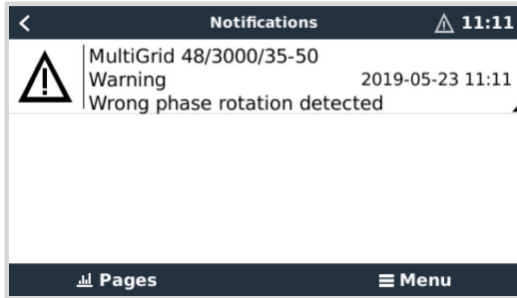 Notifications
11:11
MultiGrid 48/3000/35-50
Warning 2019-05-23 11:11
Wrong phase rotation detected
Pages
Menu